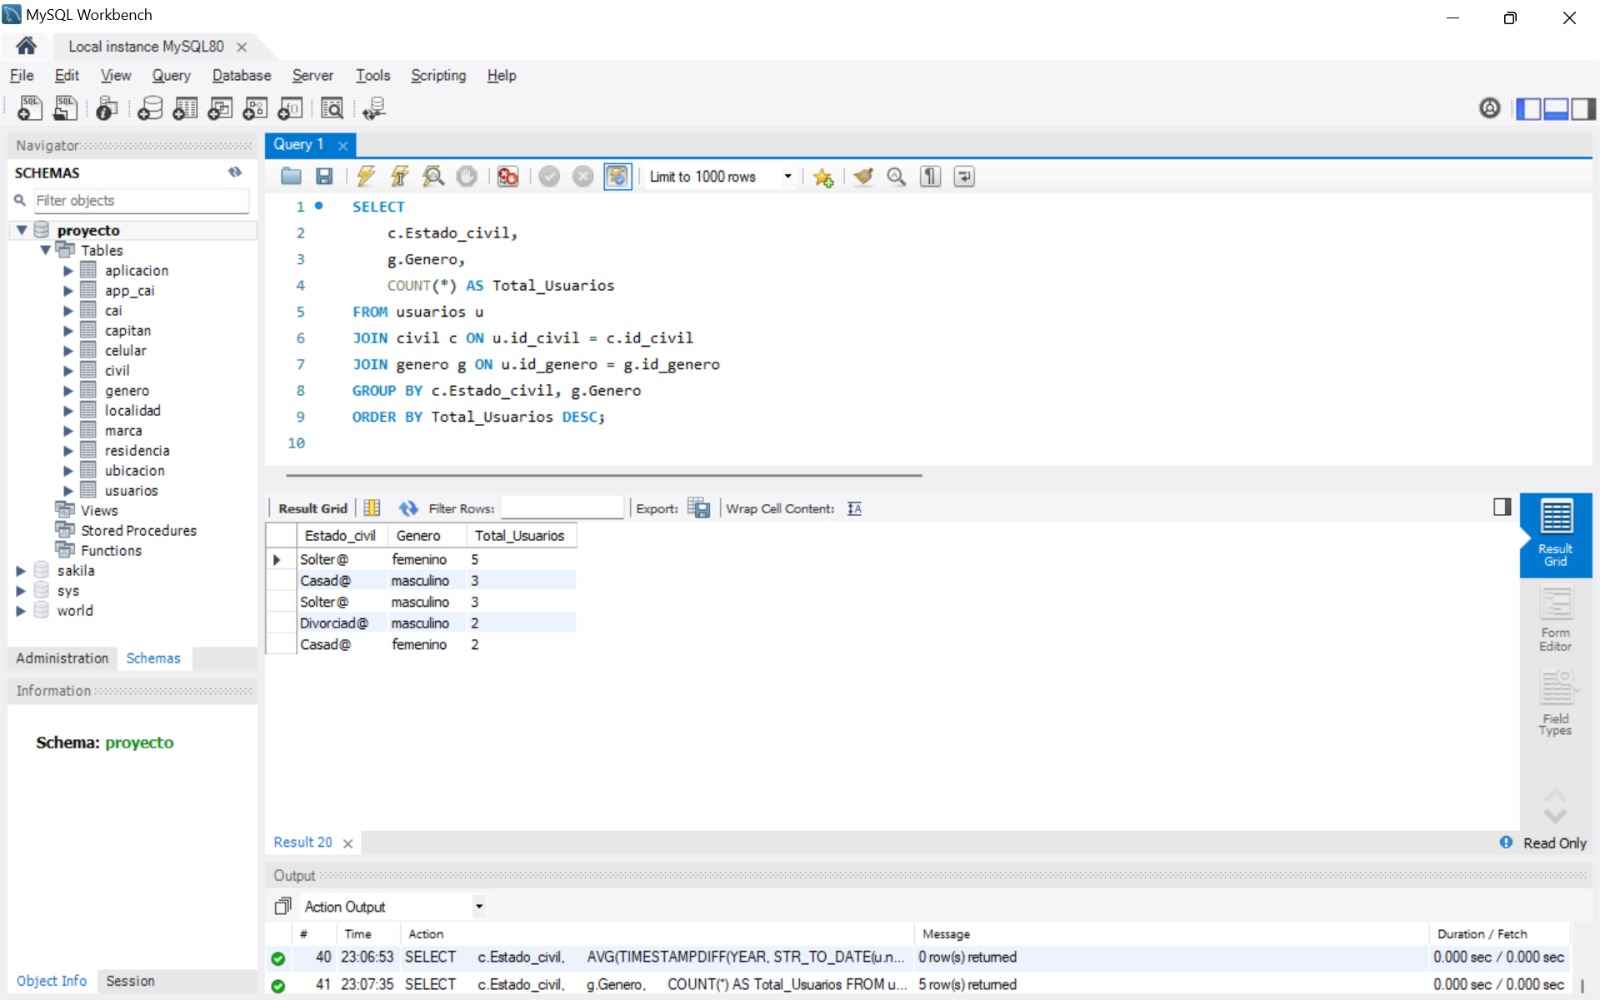 MySQL Workbench
Local instance MySQL80
File Edit View Query Database Server Tools Scripting Help
Navigator
SCHEMAS
Filter objects
proyecto
Tables
aplicacion
app_cai
cai
capitan
celular
civil
genero
localidad
marca
residencia
ubicacion
usuarios
Views
Stored Procedures
Functions
sakila
sys
world
Administration Schemas
Information
Schema: proyecto
Object Info Session
Query 1
Limit to 1000 rows
1 SELECT
2 c.Estado_civil,
3 g.Genero,
4 COUNT(*) AS Total_Usuarios
5 FROM usuarios u
6 JOIN civil c ON u.id_civil = c.id_civil
7 JOIN genero g ON u.id_genero = g.id_genero
8 GROUP BY c.Estado_civil, g.Genero
9 ORDER BY Total_Usuarios DESC;
10
Result Grid Filter Rows: Export: Wrap Cell Content:
Estado_civil Genero Total_Usuarios
Solter@ femenino 5
Casad@ masculino 3
Solter@ masculino 3
Divorciad@ masculino 2
Casad@ femenino 2
Result
Grid
Form
Editor
Field
Types
Result 20
Read Only
Output
Action Output
# Time Action Message Duration / Fetch
40 23:06:53 SELECT c.Estado_civil, AVG(TIMESTAMPDIFF(YEAR, STR_TO_DATE(u.n... 0 row(s) returned 0.000 sec / 0.000 sec
41 23:07:35 SELECT c.Estado_civil, g.Genero, COUNT(*) AS Total_Usuarios FROM u... 5 row(s) returned 0.000 sec / 0.000 sec